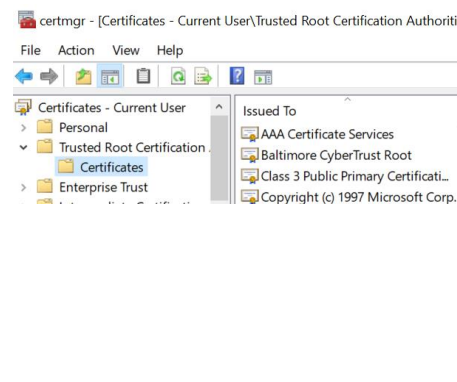 certmgr - [Certificates - Current User\Trusted Root Certification Authoriti
File Action View Help
Certificates - Current User
Personal
Trusted Root Certification
Certificates
Enterprise Trust
Issued To
AAA Certificate Services
Baltimore CyberTrust Root
Class 3 Public Primary Certificati...
Copyright (c) 1997 Microsoft Corp.